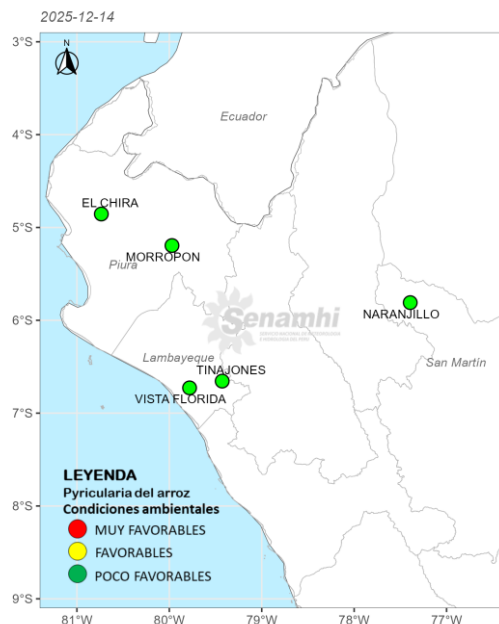 2025-12-14
3°S
N
Ecuador
4°S
EL CHIRA
5°S
MORROPON
Piura
NARANJILLO
6°S
Senamhi
Lambayeque
San Martín
TINAJONES
VISTA FLORIDA
7°S
LEYENDA
Pyricularia del arroz
Condiciones ambientales
8°S
MUY FAVORABLES
FAVORABLES
POCO FAVORABLES
9°S
81°W 80°W 79°W 78°W 77°W